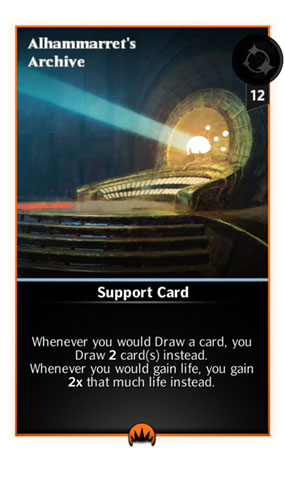 Alhammarret's
Archive
12
Support Card
Whenever you would Draw a card, you
Draw 2 card(s) instead.
Whenever you would gain life, you gain
2x that much life instead.